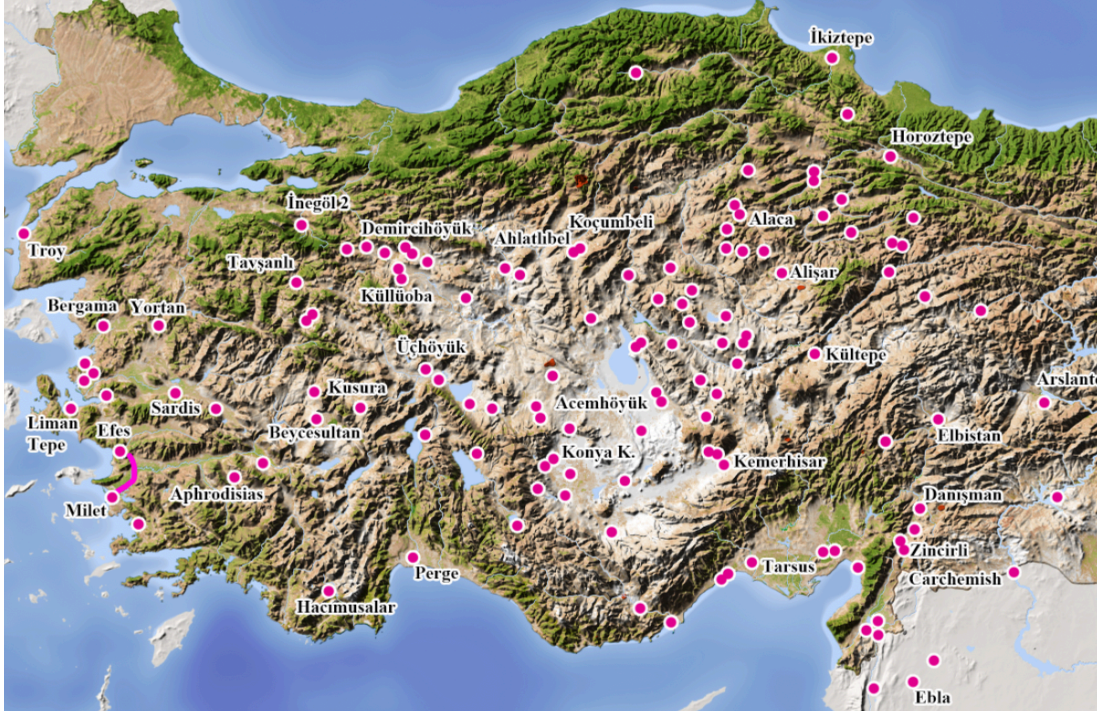 İkiztepe
Horoztepe
İnegöl 2
Koçumbeli
Demircihöyük
Alaca
Troy
Ahlatlıbel
Tavşanlı
Alişar
Küllüoba
Bergama
Yortan
Üçhöyük
Kültepe
Kusura
Arslante
Sardis
Acemhöyük
Liman
Tepe
Efes
Beycesultan
Elbistan
Konya K.
Kemerhisar
Aphrodisias
Milet
Danışman
Zincirli
Tarsus
Perge
Carchemish
Hacımusalar
Ebla